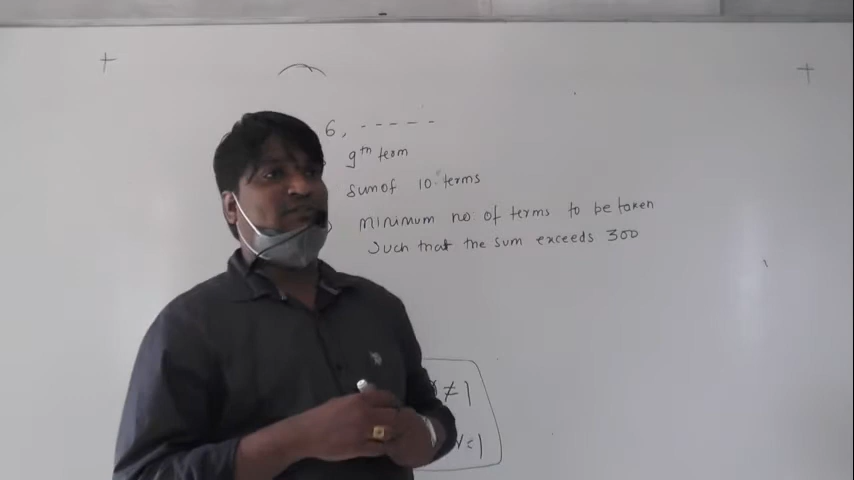 6, -----
9th term
Sum of 10 terms
minimum no. of terms to be taken
Such that the sum exceeds 300
≠ 1
=1